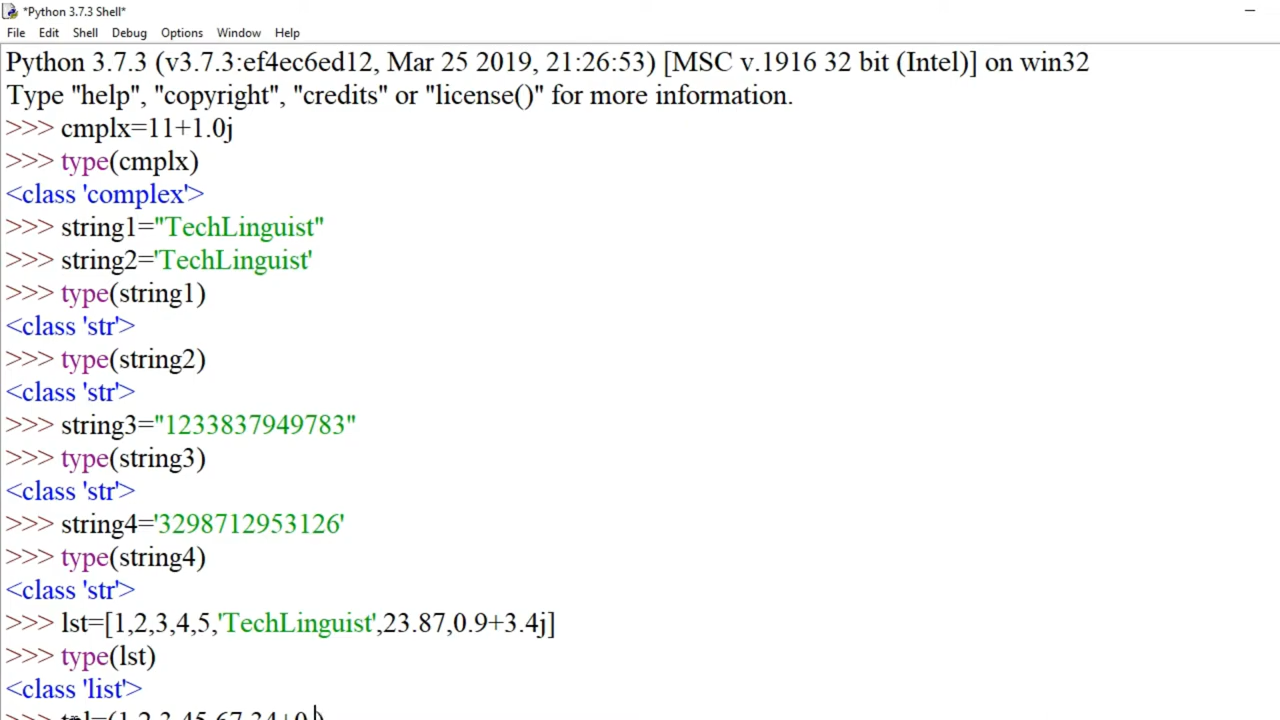 *Python 3.7.3 Shell*
File Edit Shell Debug Options Window Help
Python 3.7.3 (v3.7.3:ef4ec6ed12, Mar 25 2019, 21:26:53) [MSC v.1916 32 bit (Intel)] on win32
Type "help", "copyright", "credits" or "license()" for more information.
>>> cmplx=11+1.0j
>>> type(cmplx)
<class 'complex'>
>>> string1="TechLinguist"
>>> string2='TechLinguist'
>>> type(string1)
<class 'str'>
>>> type(string2)
<class 'str'>
>>> string3="1233837949783"
>>> type(string3)
<class 'str'>
>>> string4='3298712953126'
>>> type(string4)
<class 'str'>
>>> lst=[1,2,3,4,5,'TechLinguist',23.87,0.9+3.4j]
>>> type(lst)
<class 'list'>
>>>